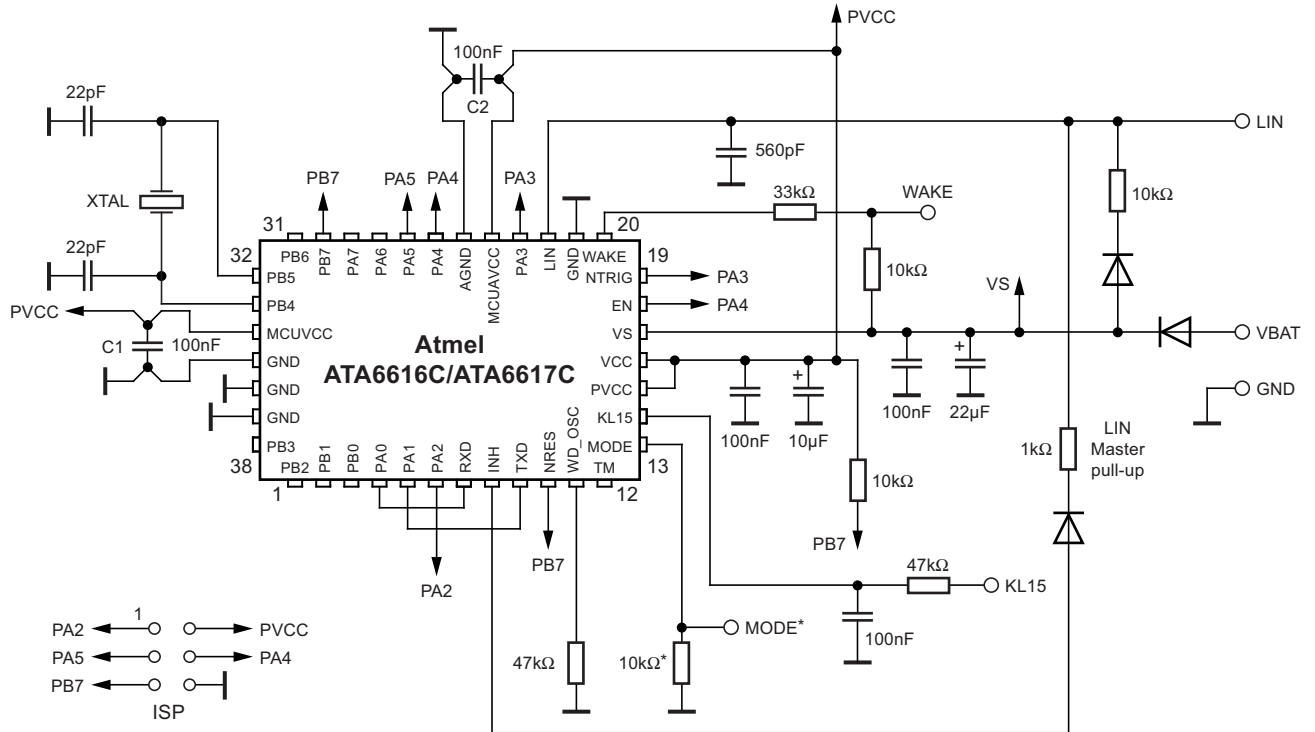 PVCC
100nF
C2
22pF
LIN
560pF
PB7
PA5
PA4
PA3
33kΩ
WAKE
10kΩ
XTAL
31
20
22pF
32
PB6
PB7
PA7
PA6
PA5
PA4
AGND
MCUAVCC
PA3
LIN
GND
WAKE
19
PB5
NTRIG
PA3
10kΩ
VS
PVCC
PB4
EN
PA4
MCUVCC
VS
VBAT
C1
100nF
Atmel
ATA6616C/ATA6617C
GND
VCC
GND
PVCC
GND
GND
KL15
100nF
10µF
+
100nF
22µF
+
PB3
MODE
38
PB2
PB1
PB0
PA0
PA1
PA2
RXD
INH
TXD
NRES
WD_OSC
TM
13
1
12
1kΩ
LIN
Master
pull-up
10kΩ
PB7
PB7
PA2
47kΩ
KL15
1
PA2
PVCC
MODE*
100nF
PA5
PA4
47kΩ
10kΩ*
PB7
ISP